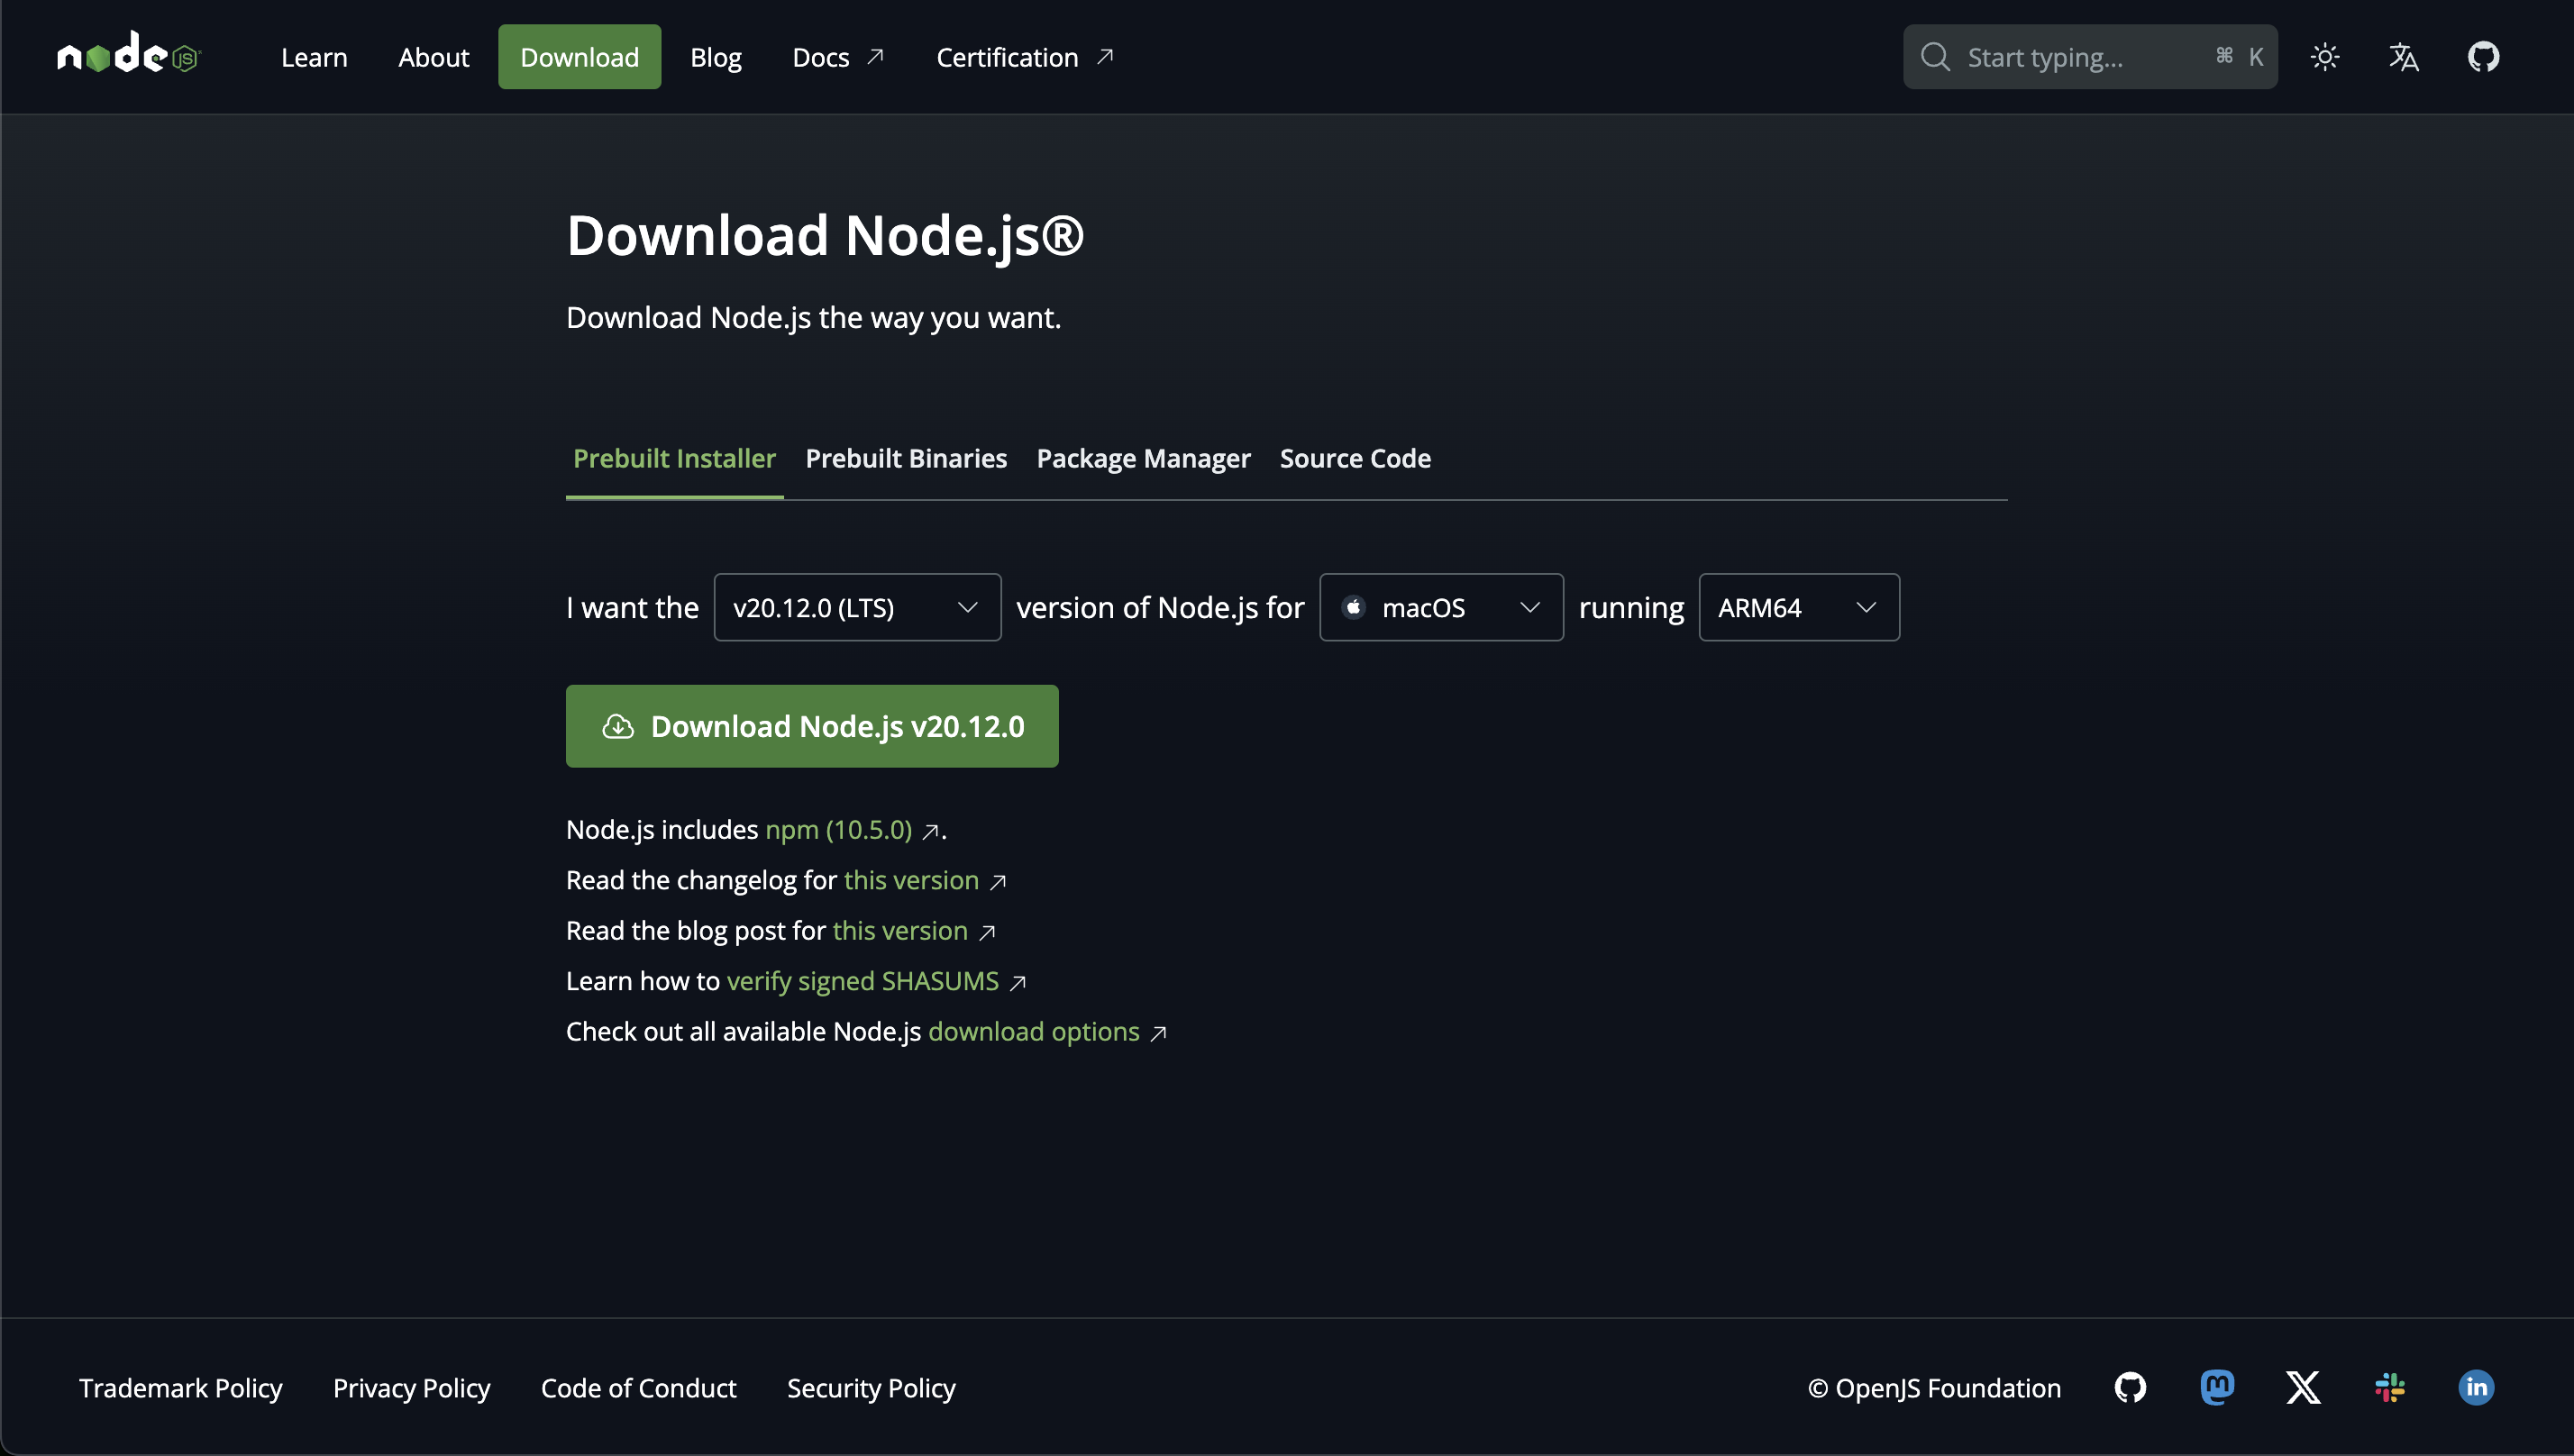 node JS
Learn About Download Blog Docs Certification Start typing... ⌘ K
Download Node.js®
Download Node.js the way you want.
Prebuilt Installer Prebuilt Binaries Package Manager Source Code
I want the v20.12.0 (LTS) version of Node.js for macOS running ARM64
Download Node.js v20.12.0
Node.js includes npm (10.5.0) .
Read the changelog for this version
Read the blog post for this version
Learn how to verify signed SHASUMS
Check out all available Node.js download options
Trademark Policy Privacy Policy Code of Conduct Security Policy © OpenJS Foundation